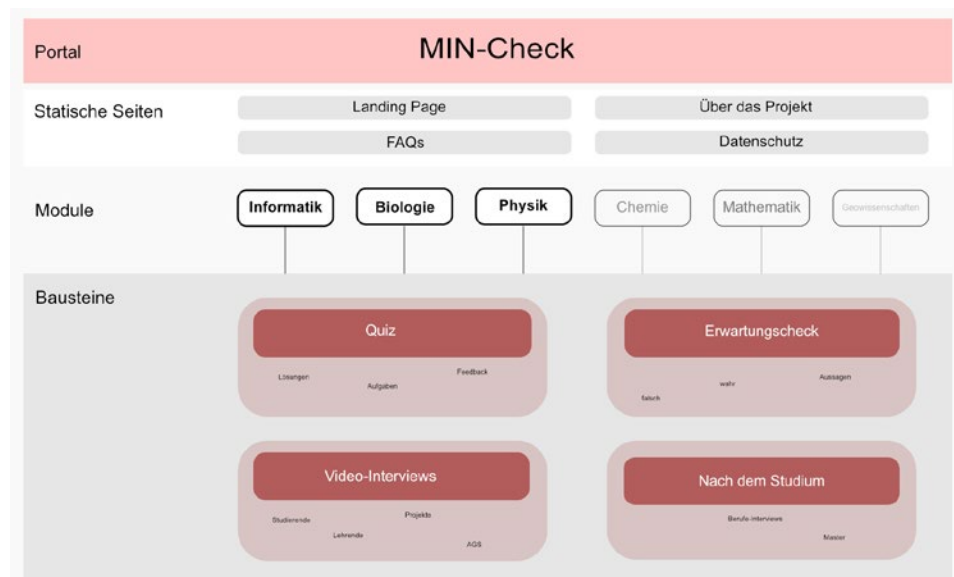 Portal
MIN-Check
Statische Seiten
Landing Page
Über das Projekt
FAQs
Datenschutz
Module
Informatik
Biologie
Physik
Chemie
Mathematik
Geowissenschaften
Bausteine
Quiz
Lösungen
Aufgaben
Feedback
Erwartungscheck
falsch
wahr
Aussagen
Video-Interviews
Studierende
Lehrende
Projekte
AGS
Nach dem Studium
Berufs-interviews
Master